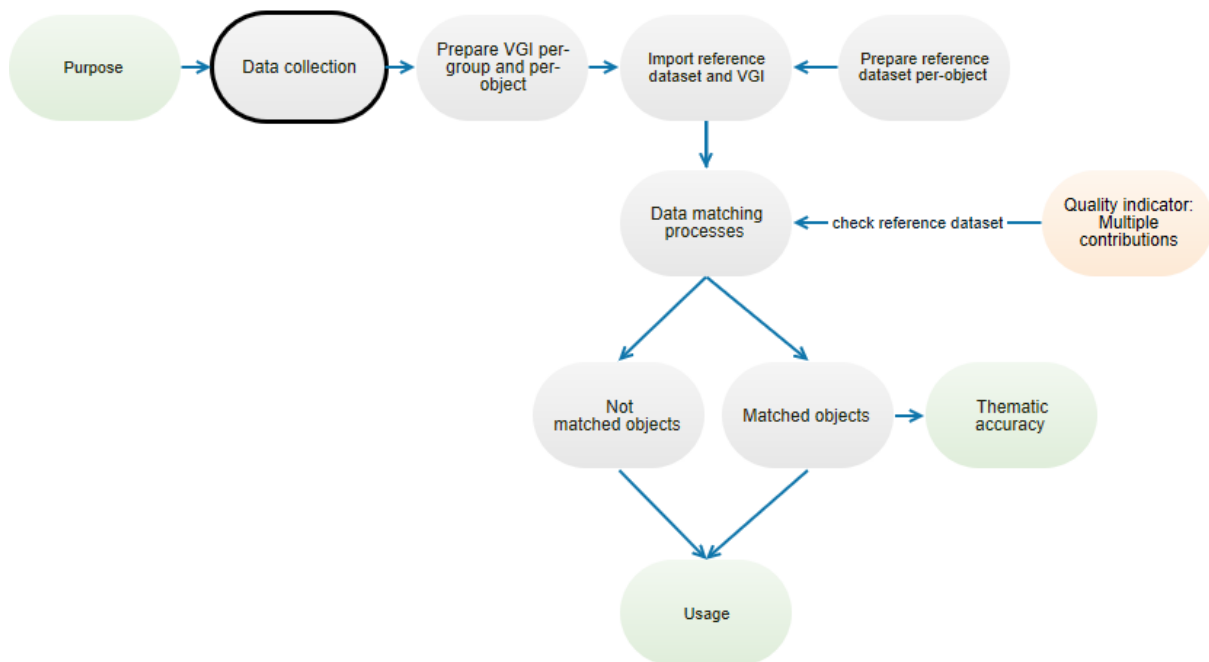 Purpose
Data collection
Prepare VGI per-
group and per-
object
Import reference
dataset and VGI
Prepare reference
dataset per-object
Data matching
processes
check reference dataset
Quality indicator:
Multiple
contributions
Not
matched objects
Matched objects
Thematic
accuracy
Usage